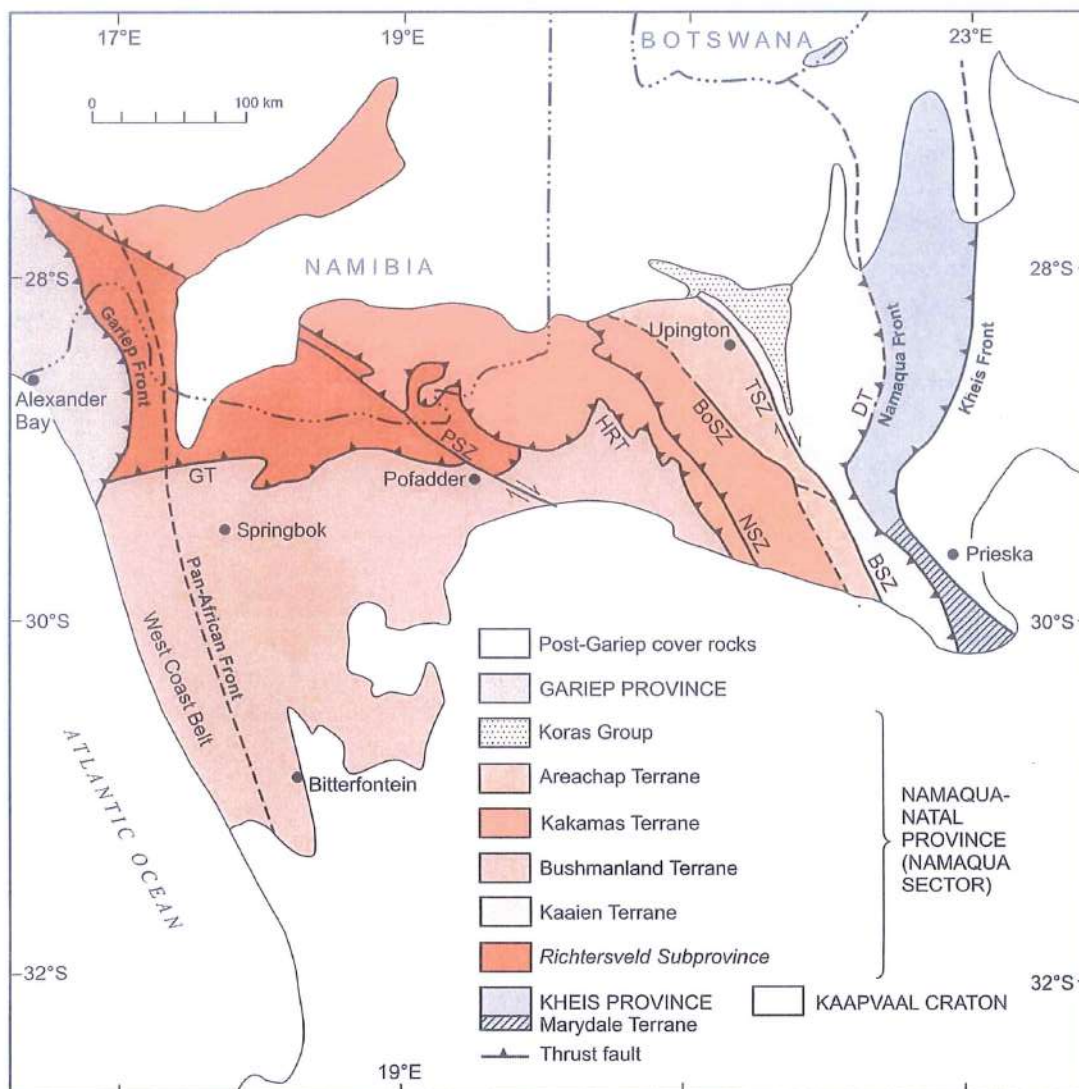 17°E
19°E
BOTSWANA
23°E
0
100 km
28°S
NAMIBIA
28°S
Gariep Front
Upington
Namaqua Front
Kheis Front
DT
Alexander
Bay
TSZ
BoSZ
HRT
PSZ
GT
Pofadder
Springbok
NSZ
BSZ
Prieska
30°S
30°S
Pan-African Front
West Coast Belt
Bitterfontein
ATLANTIC OCEAN
Post-Gariep cover rocks
GARIEP PROVINCE
Koras Group
Areachap Terrane
Kakamas Terrane
Bushmanland Terrane
Kaaien Terrane
Richtersveld Subprovince
NAMAQUA-
NATAL
PROVINCE
(NAMAQUA
SECTOR)
32°S
32°S
KHEIS PROVINCE
KAAPVAAL CRATON
Marydale Terrane
Thrust fault
19°E